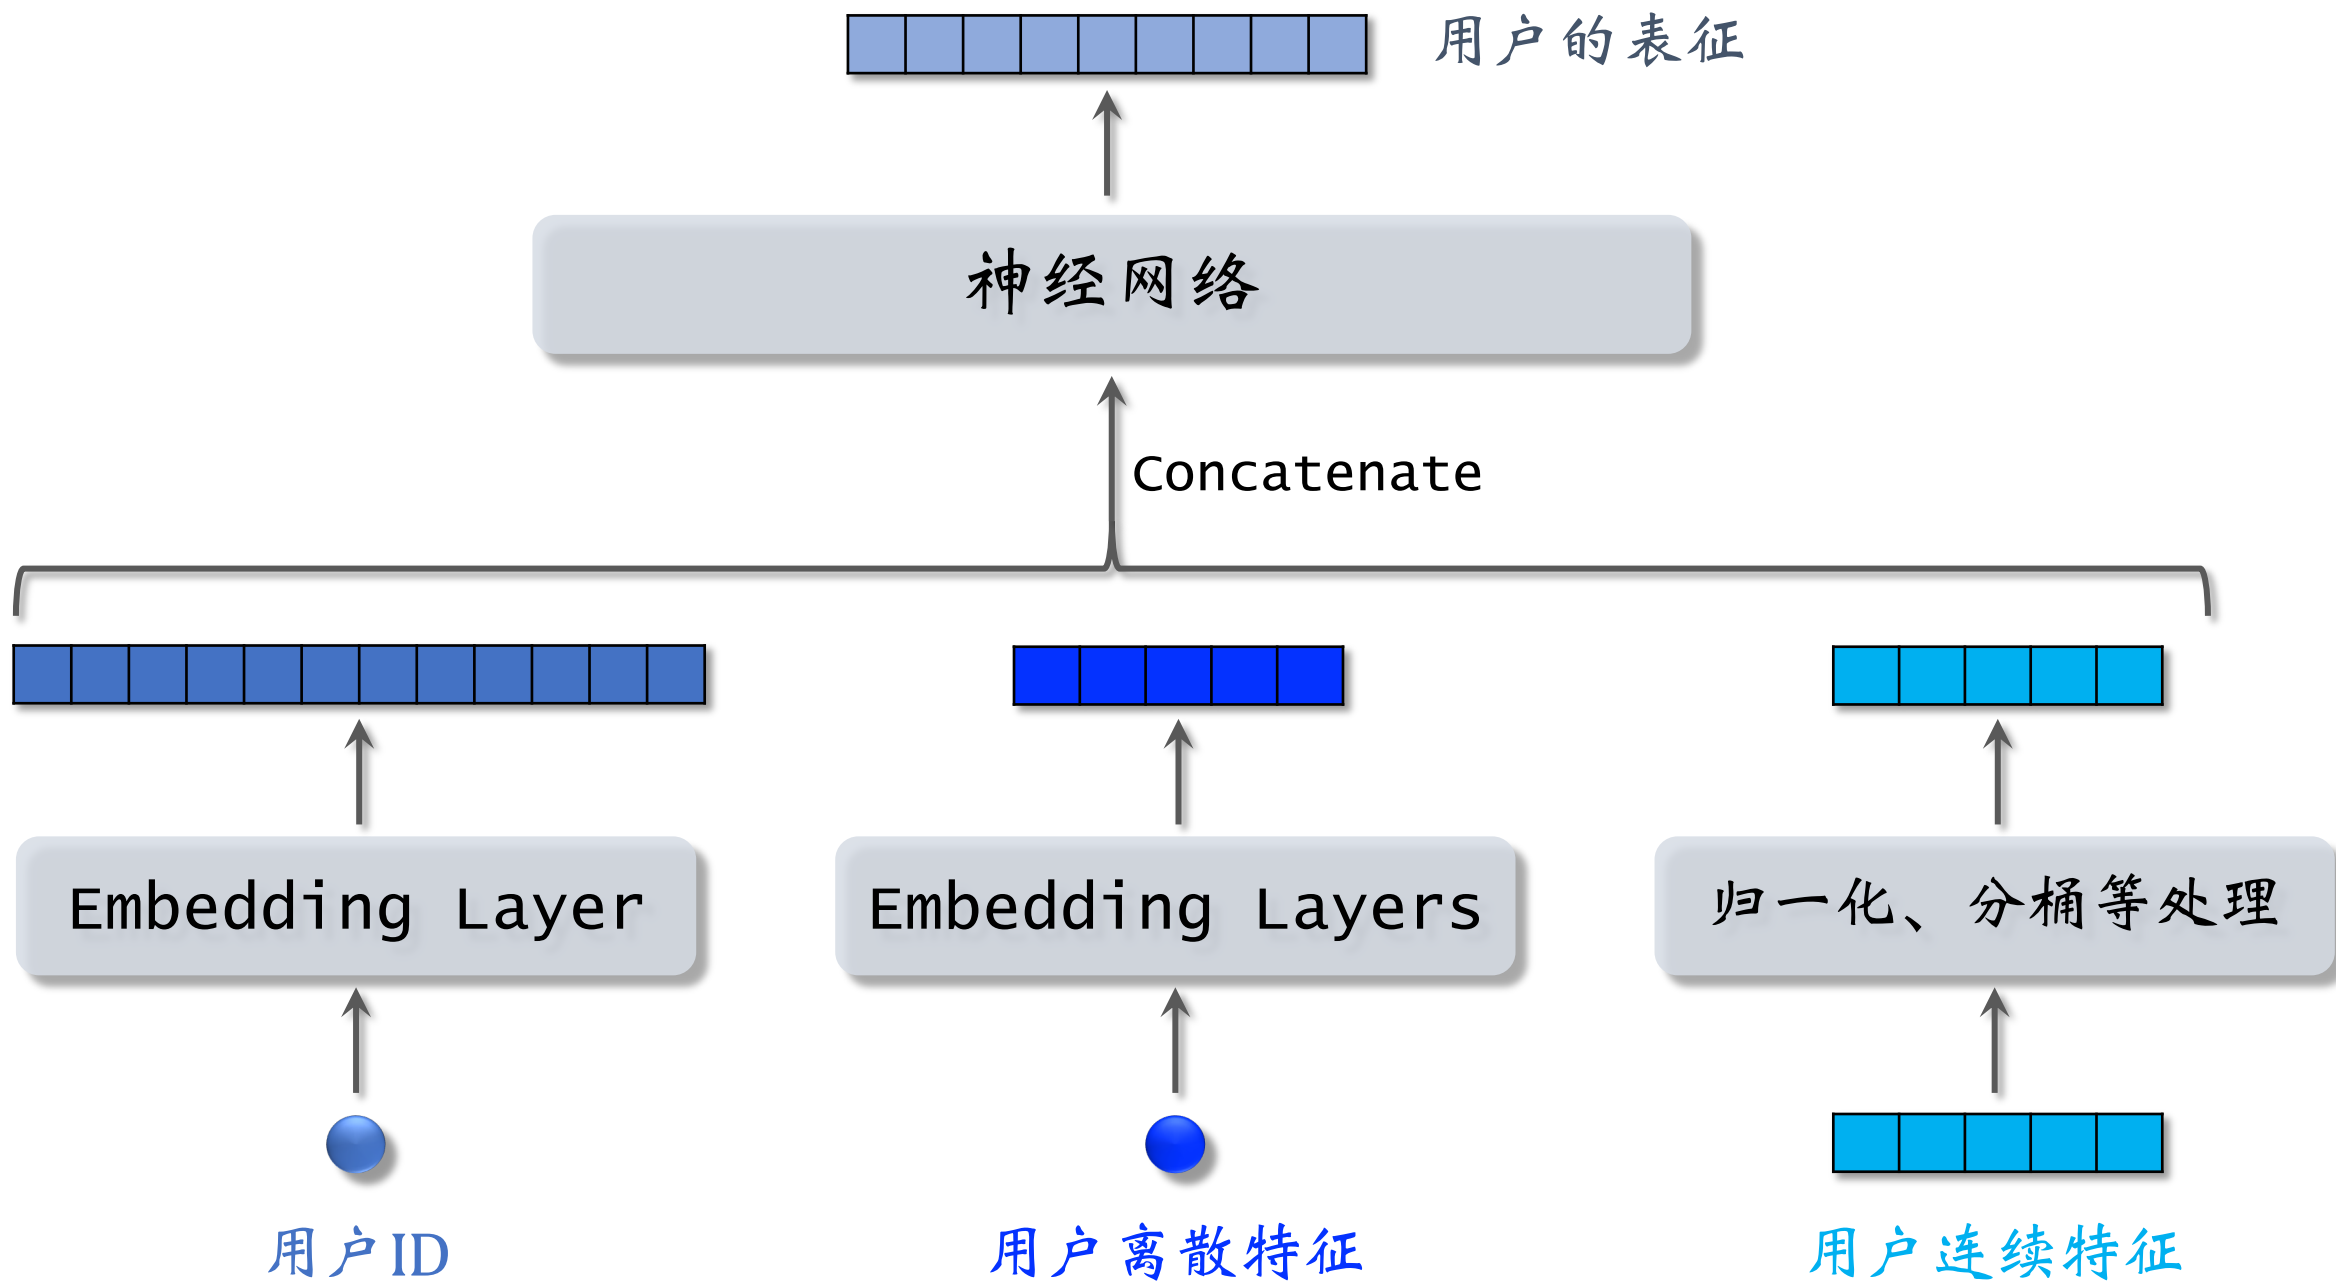 用户的表征
神经网络
Concatenate
Embedding Layer
Embedding Layers
归一化、分桶等处理
用户ID
用户离散特征
用户连续特征